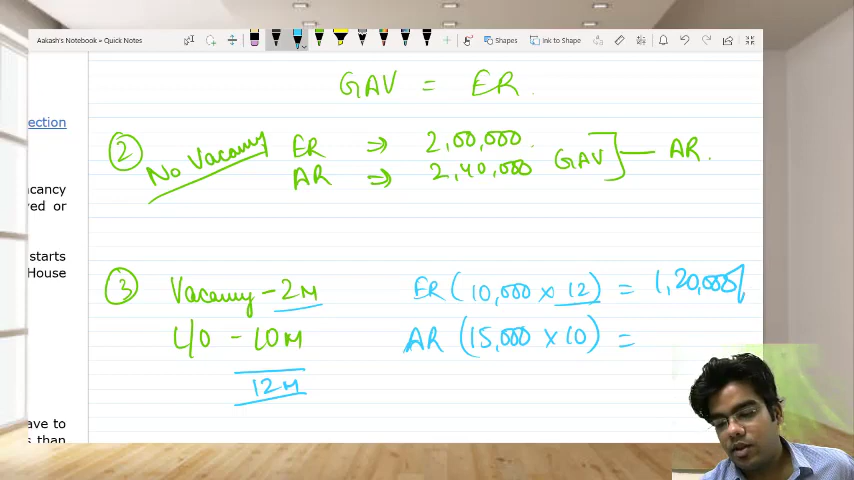 Aakash's Notebook » Quick Notes
Shapes
Ink to Shape
GAV = ER.
ection
② No Vacancy ER ⇒ 2,00,000. GAV — AR.
AR ⇒ 2,40,000
acancy
ved or
starts
House
③ Vacancy - 2M ER (10,000 × 12) = 1,20,000/
L/O - 10M AR (15,000 × 10) =
12M
ave to
s than